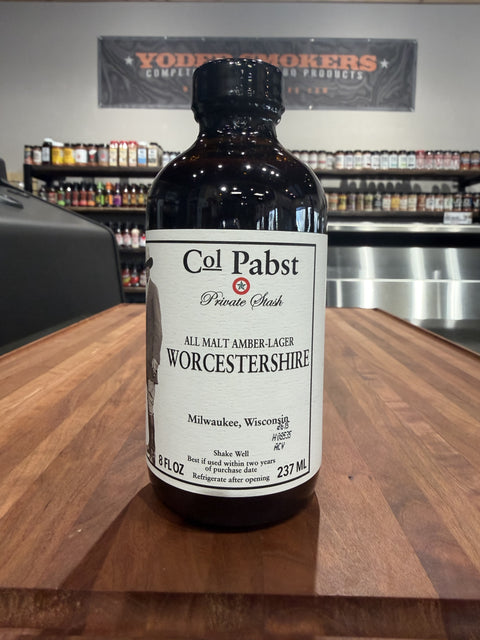 YODER SMOKERS
Col Pabst
Private Stash
ALL MALT AMBER-LAGER
WORCESTERSHIRE
Milwaukee, Wisconsin
Shake Well
Best if used within two years
of purchase date
Refrigerate after opening
8 FL OZ
237 ML